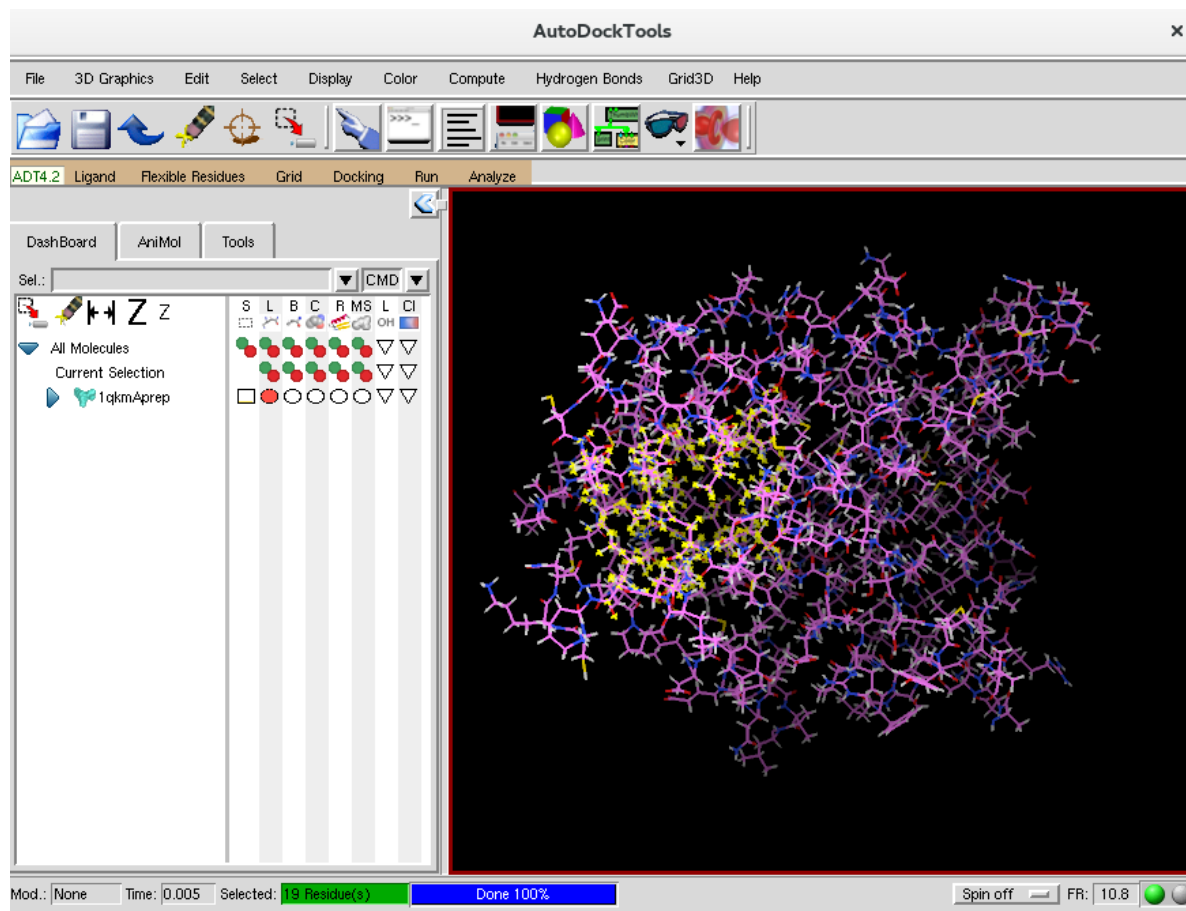 AutoDockTools ×
File 3D Graphics Edit Select Display Color Compute Hydrogen Bonds Grid3D Help
>>>_
ADT4.2 Ligand Flexible Residues Grid Docking Run Analyze
DashBoard AniMol Tools
Sel.: CMD
Z Z S L B C R MS L Cl
OH
All Molecules
Current Selection
1qkmAprep
Mod.: None Time: 0.005 Selected: 19 Residue(s) Done 100% Spin off FR: 10.8